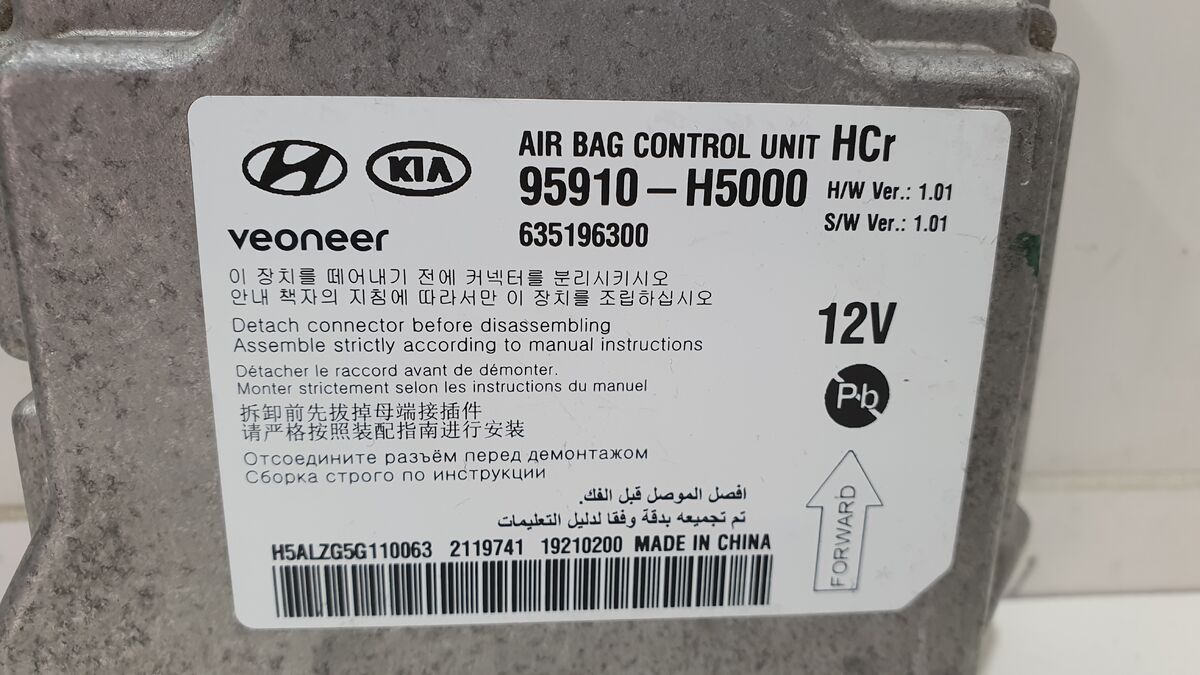 KIA
AIR BAG CONTROL UNIT HCr
95910-H5000 H/W Ver.: 1.01
S/W Ver.: 1.01
veoneer
635196300
이 장치를 떼어내기 전에 커넥터를 분리시키시오
안내 책자의 지침에 따라서만 이 장치를 조립하십시오
Detach connector before disassembling
Assemble strictly according to manual instructions
12V
Détacher le raccord avant de démonter.
Monter strictement selon les instructions du manuel
Pb
拆卸前先拔掉母端接插件
请严格按照装配指南进行安装
Отсоедините разъём перед демонтажом
Сборка строго по инструкции
افصل الموصل قبل الفك.
تم تجميعه بدقة وفقا لدليل التعليمات
FORWARD
H5ALZG5G110063 2119741 19210200 MADE IN CHINA